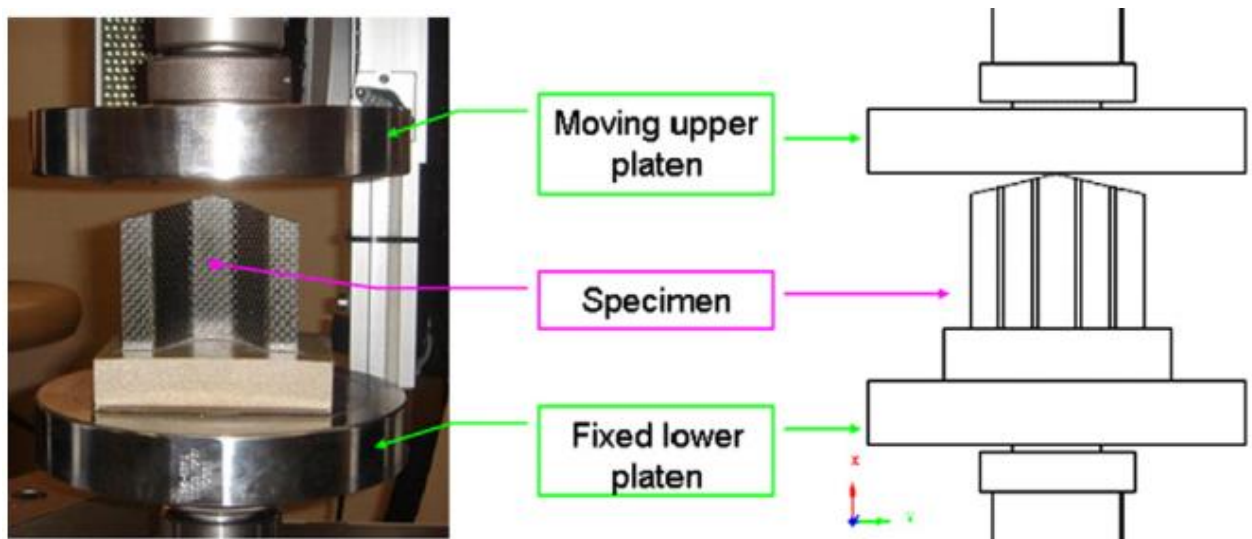 Moving upper
platen
Specimen
Fixed lower
platen
x
Y